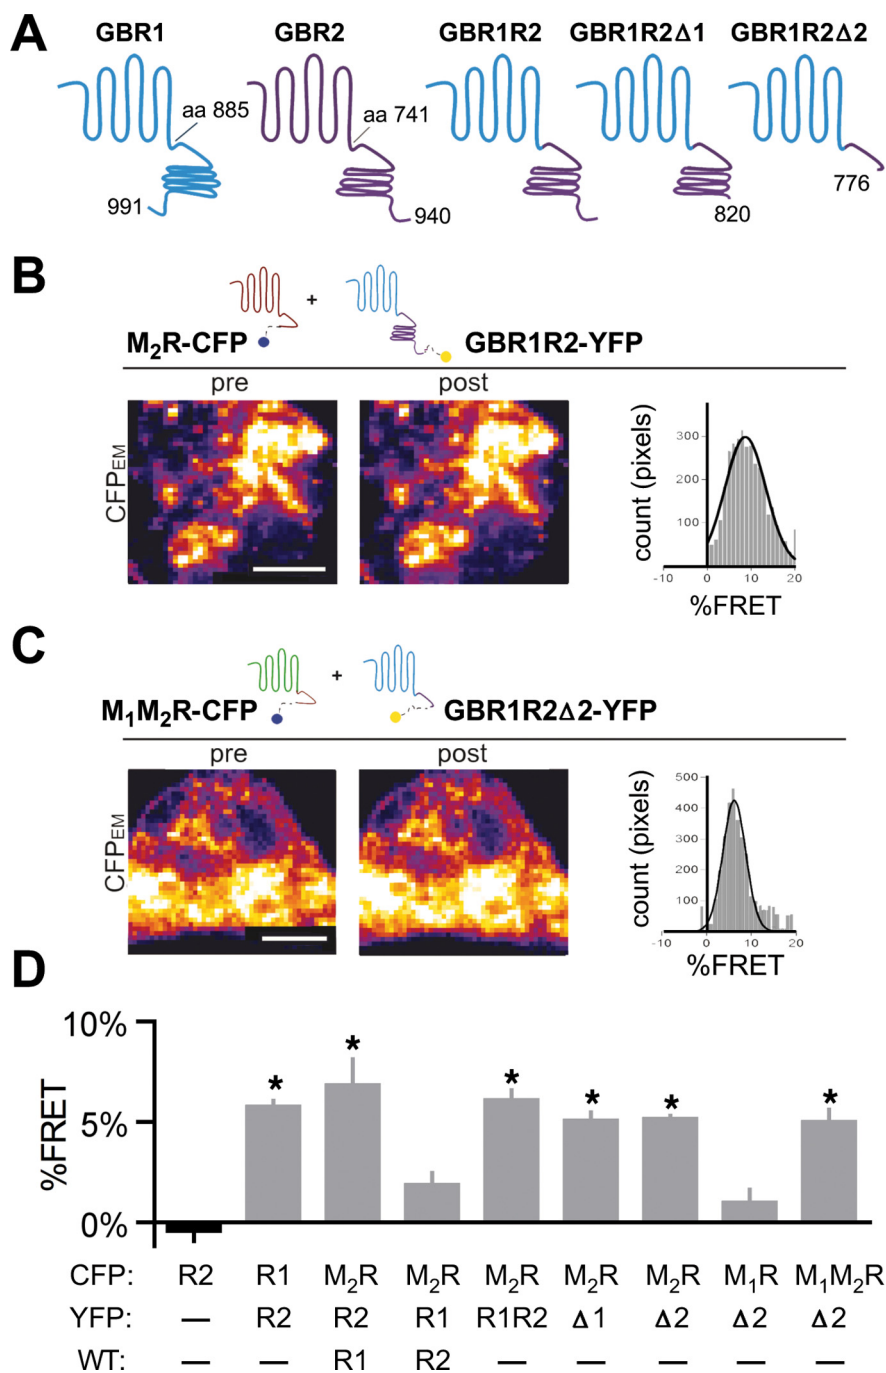 A
GBR1 GBR2 GBR1R2 GBR1R2Δ1 GBR1R2Δ2
aa 885 aa 741
991 940 820 776
B
+
M₂R-CFP GBR1R2-YFP
pre post
CFP_EM
count (pixels)
300
200
100
-10 0 10 20
%FRET
C
+
M₁M₂R-CFP GBR1R2Δ2-YFP
pre post
CFP_EM
count (pixels)
500
400
300
200
100
-10 0 10 20
%FRET
D
%FRET
10%
5%
0%
* * * * * *
CFP: R2 R1 M₂R M₂R M₂R M₂R M₂R M₁R M₁M₂R
YFP: — R2 R2 R1 R1R2 Δ1 Δ2 Δ2 Δ2
WT: — — R1 R2 — — — — —